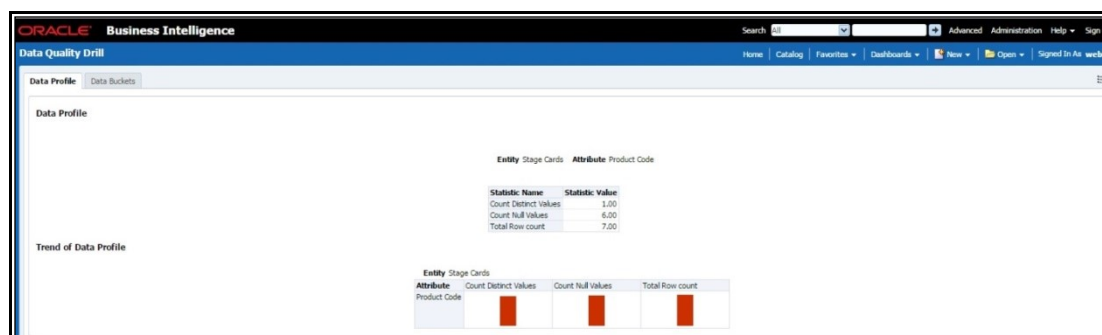 ORACLE Business Intelligence Search All Advanced Administration Help Sign
Data Quality Drill Home Catalog Favorites Dashboards New Open Signed In As web
Data Profile Data Buckets
Data Profile
Entity Stage Cards Attribute Product Code
Statistic Name Statistic Value
Count Distinct Values 1.00
Count Null Values 6.00
Total Row count 7.00
Trend of Data Profile
Entity Stage Cards
Attribute Count Distinct Values Count Null Values Total Row count
Product Code